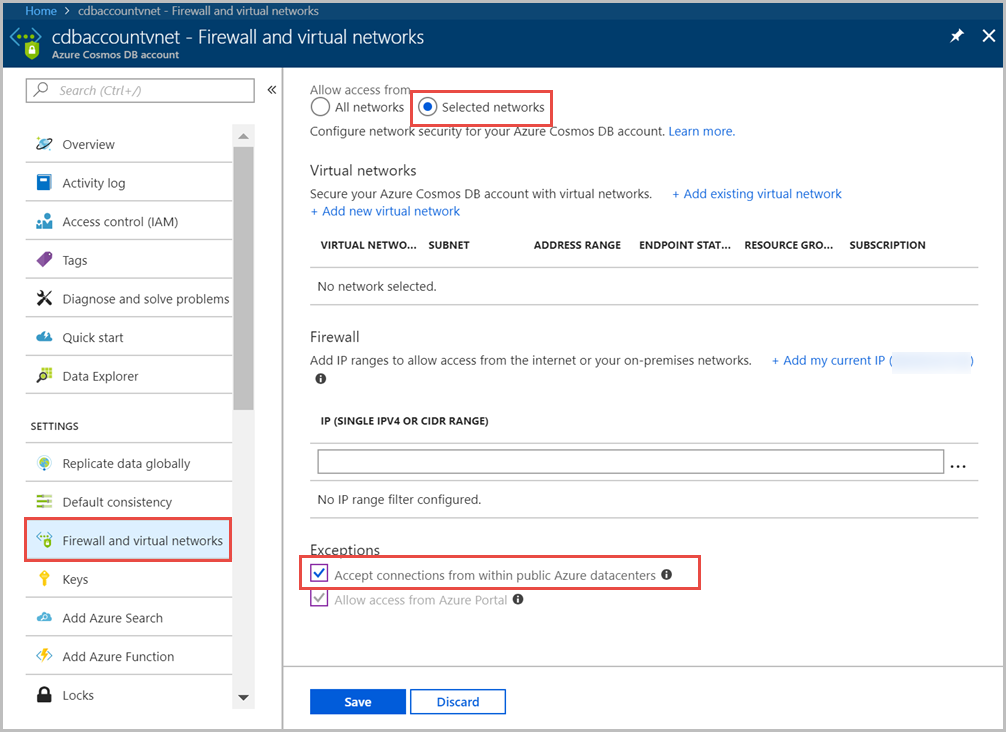 Home > cdbaccountvnet - Firewall and virtual networks
cdbaccountvnet - Firewall and virtual networks
Azure Cosmos DB account
Search (Ctrl+/)
Overview
Activity log
Access control (IAM)
Tags
Diagnose and solve problems
Quick start
Data Explorer
SETTINGS
Replicate data globally
Default consistency
Firewall and virtual networks
Keys
Add Azure Search
Add Azure Function
Locks
Allow access from
All networks Selected networks
Configure network security for your Azure Cosmos DB account. Learn more.
Virtual networks
Secure your Azure Cosmos DB account with virtual networks. + Add existing virtual network
+ Add new virtual network
VIRTUAL NETWO... SUBNET ADDRESS RANGE ENDPOINT STAT... RESOURCE GRO... SUBSCRIPTION
No network selected.
Firewall
Add IP ranges to allow access from the internet or your on-premises networks. + Add my current IP ( )
IP (SINGLE IPV4 OR CIDR RANGE)
...
No IP range filter configured.
Exceptions
Accept connections from within public Azure datacenters
Allow access from Azure Portal
Save Discard